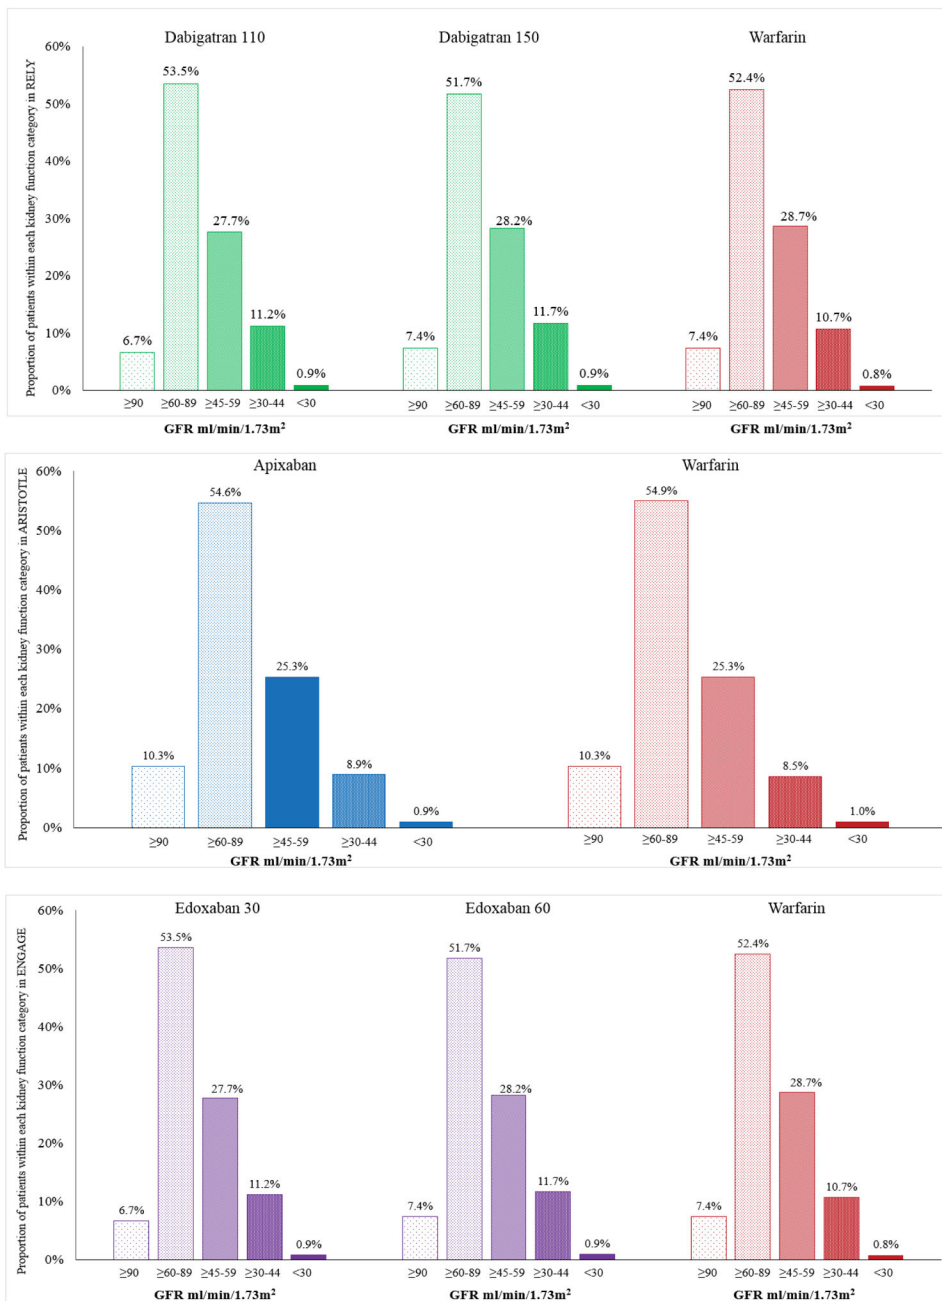 Proportion of patients within each kidney function category in RELY
Dabigatran 110 Dabigatran 150 Warfarin
60%
50%
40%
30%
20%
10%
0%
6.7% 53.5% 27.7% 11.2% 0.9%
7.4% 51.7% 28.2% 11.7% 0.9%
7.4% 52.4% 28.7% 10.7% 0.8%
≥90 ≥60-89 ≥45-59 ≥30-44 <30
≥90 ≥60-89 ≥45-59 ≥30-44 <30
≥90 ≥60-89 ≥45-59 ≥30-44 <30
GFR ml/min/1.73m² GFR ml/min/1.73m² GFR ml/min/1.73m²
Proportion of patients within each kidney function category in ARISTOTLE
Apixaban Warfarin
60%
50%
40%
30%
20%
10%
0%
10.3% 54.6% 25.3% 8.9% 0.9%
10.3% 54.9% 25.3% 8.5% 1.0%
≥90 ≥60-89 ≥45-59 ≥30-44 <30
≥90 ≥60-89 ≥45-59 ≥30-44 <30
GFR ml/min/1.73m² GFR ml/min/1.73m²
Proportion of patients within each kidney function category in ENGAGE
Edoxaban 30 Edoxaban 60 Warfarin
60%
50%
40%
30%
20%
10%
0%
6.7% 53.5% 27.7% 11.2% 0.9%
7.4% 51.7% 28.2% 11.7% 0.9%
7.4% 52.4% 28.7% 10.7% 0.8%
≥90 ≥60-89 ≥45-59 ≥30-44 <30
≥90 ≥60-89 ≥45-59 ≥30-44 <30
≥90 ≥60-89 ≥45-59 ≥30-44 <30
GFR ml/min/1.73m² GFR ml/min/1.73m² GFR ml/min/1.73m²